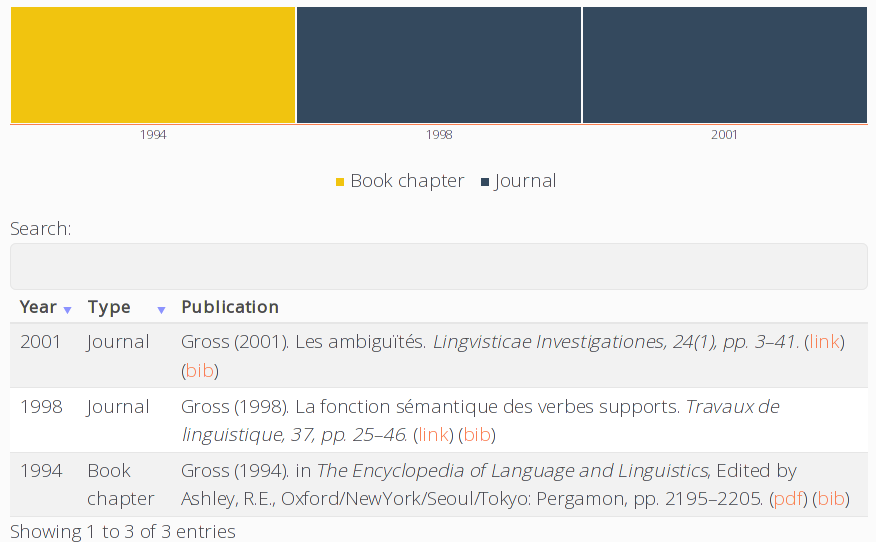 1994 1998 2001
Book chapter Journal
Search:
Year Type Publication
2001 Journal Gross (2001). Les ambiguïtés. Lingvisticae Investigationes, 24(1), pp. 3–41. (link)
(bib)
1998 Journal Gross (1998). La fonction sémantique des verbes supports. Travaux de
linguistique, 37, pp. 25–46. (link) (bib)
1994 Book Gross (1994). in The Encyclopedia of Language and Linguistics, Edited by
chapter Ashley, R.E., Oxford/NewYork/Seoul/Tokyo: Pergamon, pp. 2195–2205. (pdf) (bib)
Showing 1 to 3 of 3 entries